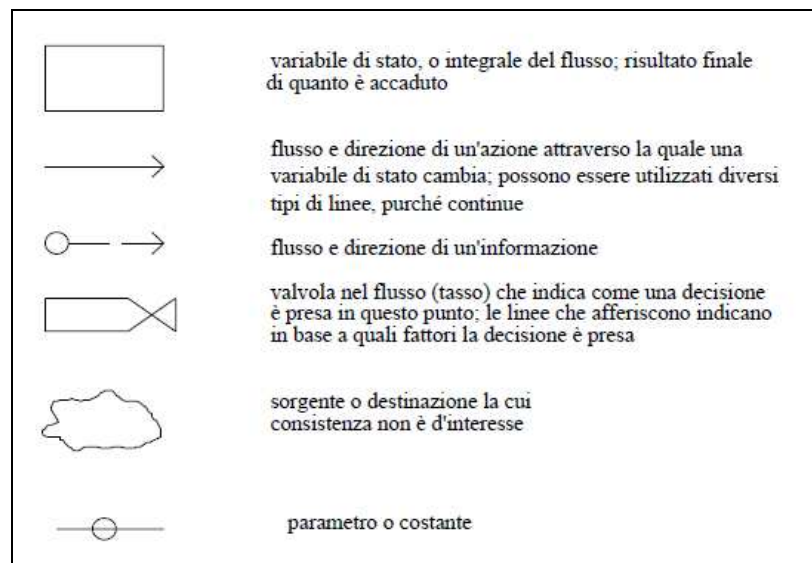 variabile di stato, o integrale del flusso; risultato finale
di quanto è accaduto
flusso e direzione di un'azione attraverso la quale una
variabile di stato cambia; possono essere utilizzati diversi
tipi di linee, purché continue
flusso e direzione di un'informazione
valvola nel flusso (tasso) che indica come una decisione
è presa in questo punto; le linee che afferiscono indicano
in base a quali fattori la decisione è presa
sorgente o destinazione la cui
consistenza non è d'interesse
parametro o costante